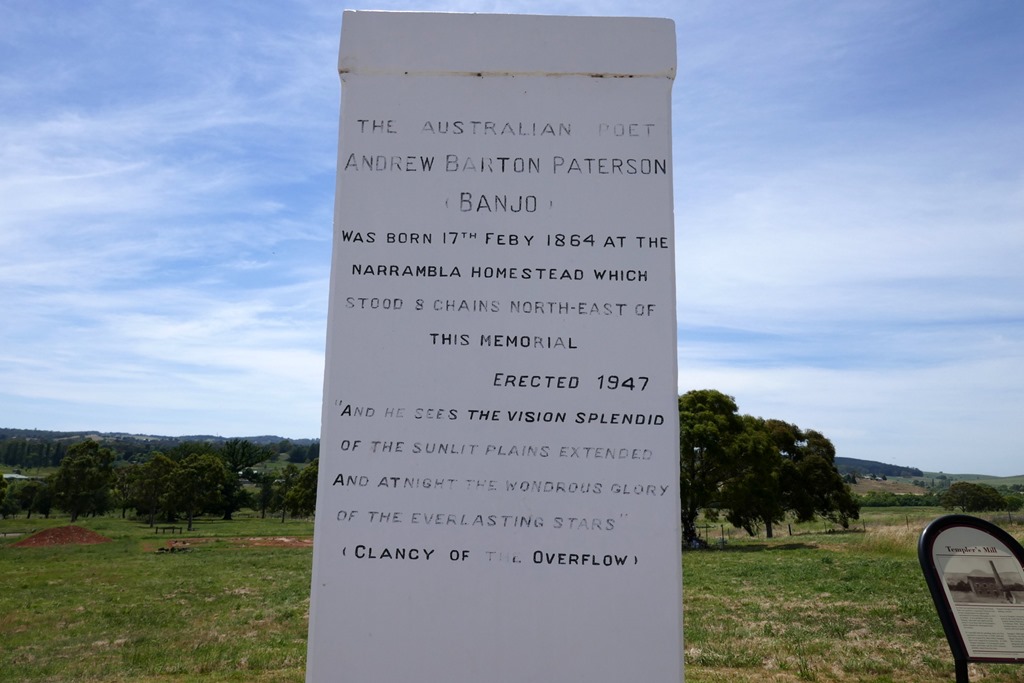 THE AUSTRALIAN POET
ANDREW BARTON PATERSON
(BANJO)
WAS BORN 17TH FEBY 1864 AT THE
NARRAMBLA HOMESTEAD WHICH
STOOD 8 CHAINS NORTH-EAST OF
THIS MEMORIAL
ERECTED 1947
"AND HE SEES THE VISION SPLENDID
OF THE SUNLIT PLAINS EXTENDED
AND AT NIGHT THE WONDROUS GLORY
OF THE EVERLASTING STARS"
(CLANCY OF THE OVERFLOW)
Templer's Mill